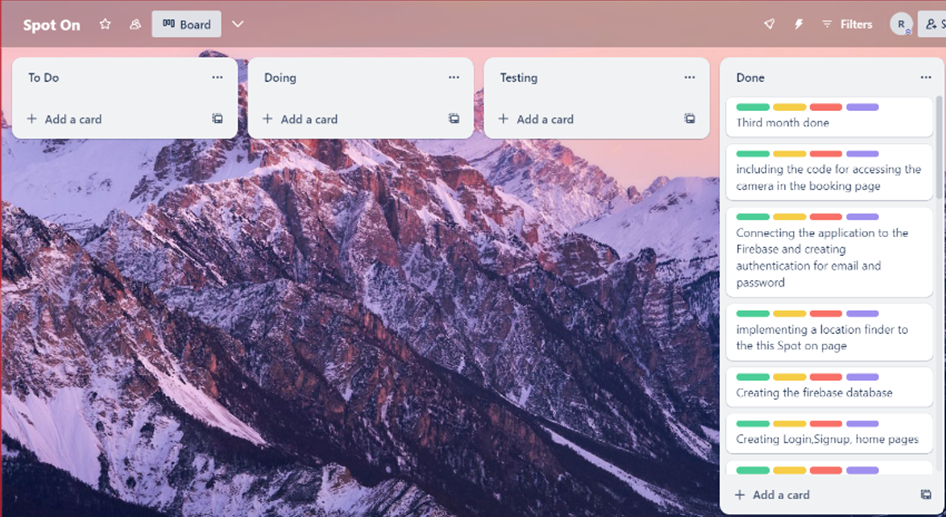 Spot On
Board
Filters
R
S
To Do
Add a card
Doing
Add a card
Testing
Add a card
Done
Third month done
including the code for accessing the
camera in the booking page
Connecting the application to the
Firebase and creating
authentication for email and
password
implementing a location finder to
the this Spot on page
Creating the firebase database
Creating Login,Signup, home pages
Add a card